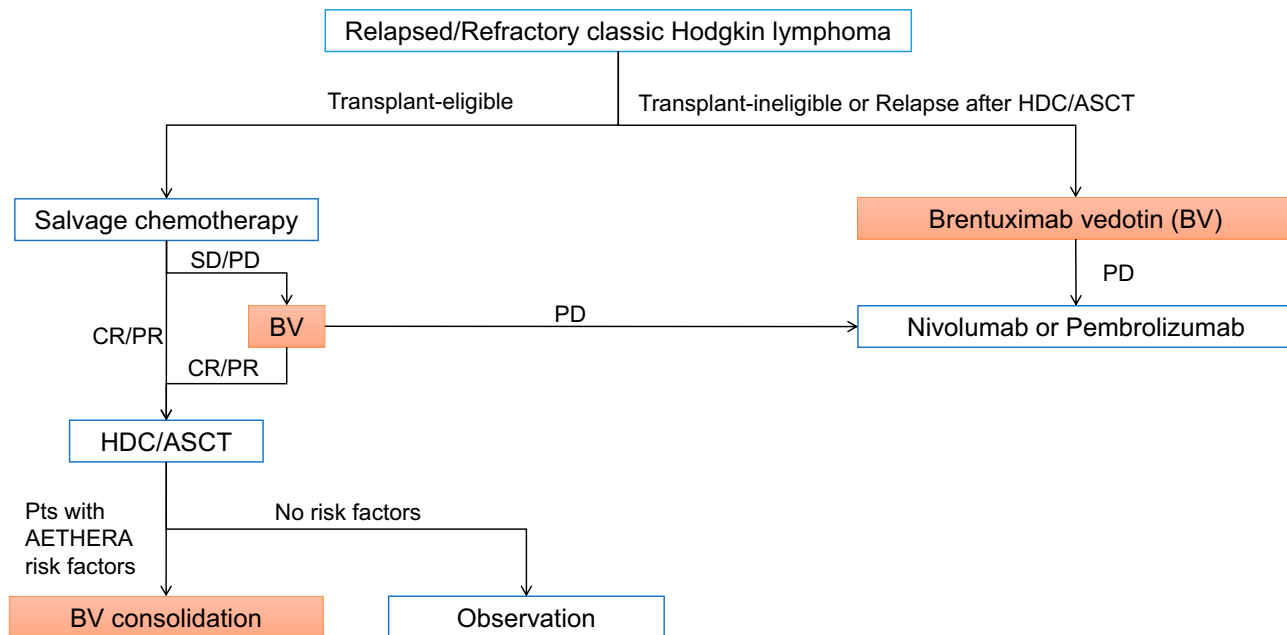 Relapsed/Refractory classic Hodgkin lymphoma
Transplant-eligible
Transplant-ineligible or Relapse after HDC/ASCT
Salvage chemotherapy
Brentuximab vedotin (BV)
SD/PD
PD
BV
PD
Nivolumab or Pembrolizumab
CR/PR
CR/PR
HDC/ASCT
Pts with
AETHERA
risk factors
No risk factors
BV consolidation
Observation